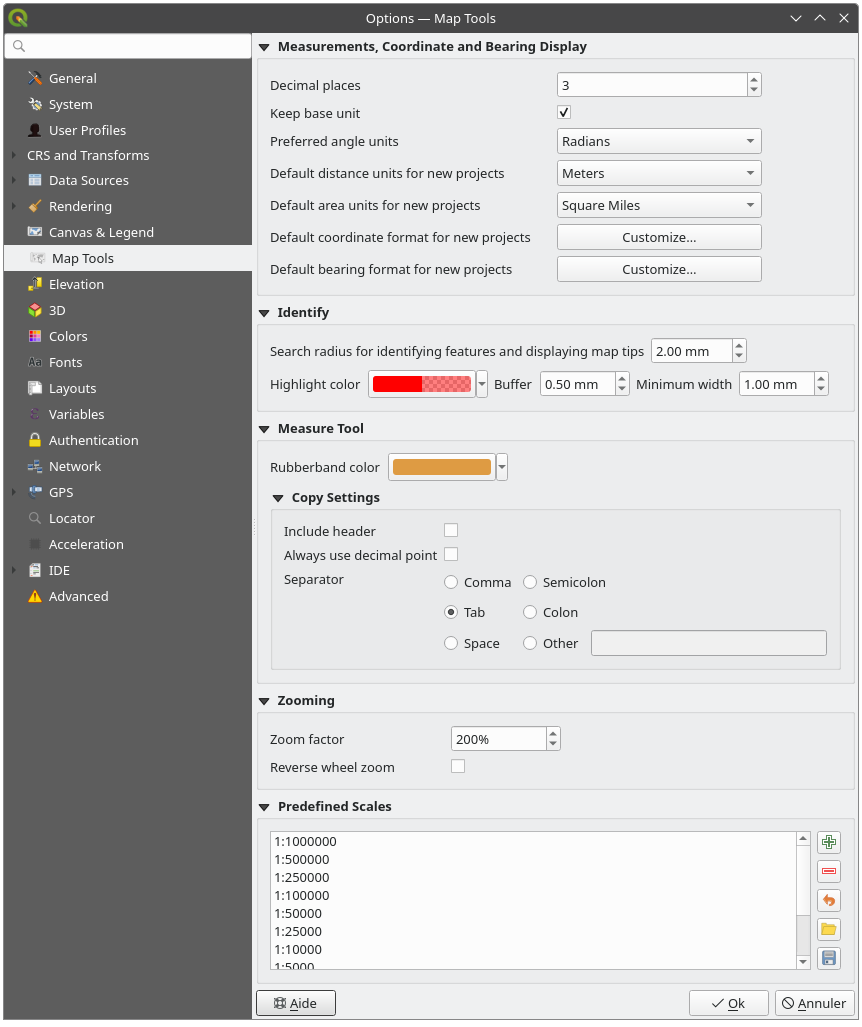 Options — Map Tools
General
System
User Profiles
CRS and Transforms
Data Sources
Rendering
Canvas & Legend
Map Tools
Elevation
3D
Colors
Fonts
Layouts
Variables
Authentication
Network
GPS
Locator
Acceleration
IDE
Advanced
Measurements, Coordinate and Bearing Display
Decimal places 3
Keep base unit
Preferred angle units Radians
Default distance units for new projects Meters
Default area units for new projects Square Miles
Default coordinate format for new projects Customize...
Default bearing format for new projects Customize...
Identify
Search radius for identifying features and displaying map tips 2.00 mm
Highlight color Buffer 0.50 mm Minimum width 1.00 mm
Measure Tool
Rubberband color
Copy Settings
Include header
Always use decimal point
Separator Comma Semicolon
Tab Colon
Space Other
Zooming
Zoom factor 200%
Reverse wheel zoom
Predefined Scales
1:1000000
1:500000
1:250000
1:100000
1:50000
1:25000
1:10000
1:5000
Aide Ok Annuler